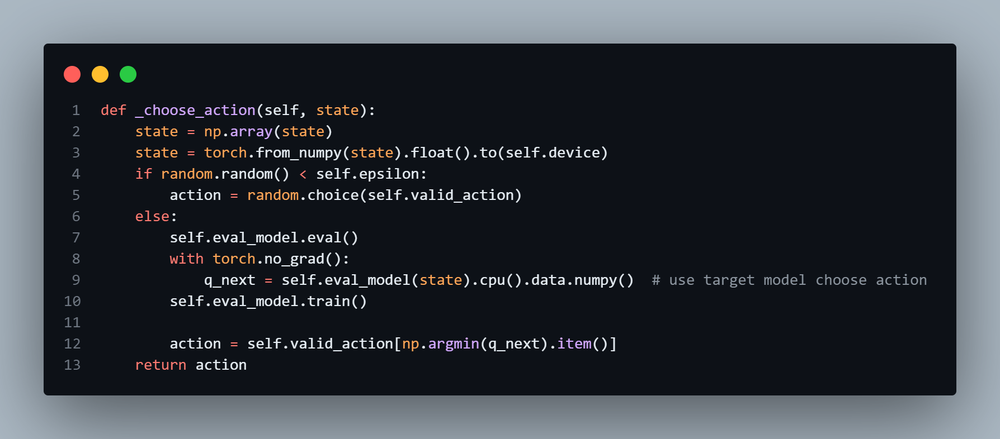 1 def _choose_action(self, state):
2     state = np.array(state)
3     state = torch.from_numpy(state).float().to(self.device)
4     if random.random() < self.epsilon:
5         action = random.choice(self.valid_action)
6     else:
7         self.eval_model.eval()
8         with torch.no_grad():
9             q_next = self.eval_model(state).cpu().data.numpy()  # use target model choose action
10         self.eval_model.train()
11
12         action = self.valid_action[np.argmin(q_next).item()]
13     return action